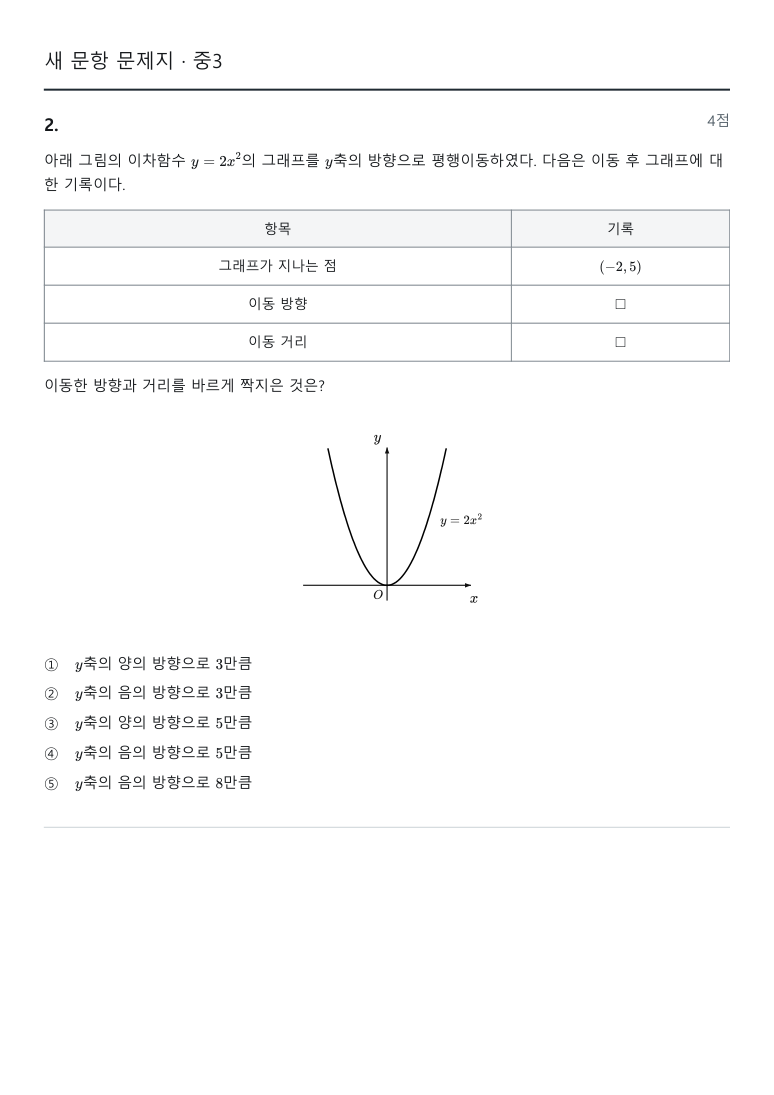 새 문항 문제지 · 중3
2.
4점
아래 그림의 이차함수 y = 2x²의 그래프를 y축의 방향으로 평행이동하였다. 다음은 이동 후 그래프에 대
한 기록이다.
항목 기록
그래프가 지나는 점 (−2, 5)
이동 방향 □
이동 거리 □
이동한 방향과 거리를 바르게 짝지은 것은?
y
y = 2x²
O
x
① y축의 양의 방향으로 3만큼
② y축의 음의 방향으로 3만큼
③ y축의 양의 방향으로 5만큼
④ y축의 음의 방향으로 5만큼
⑤ y축의 음의 방향으로 8만큼